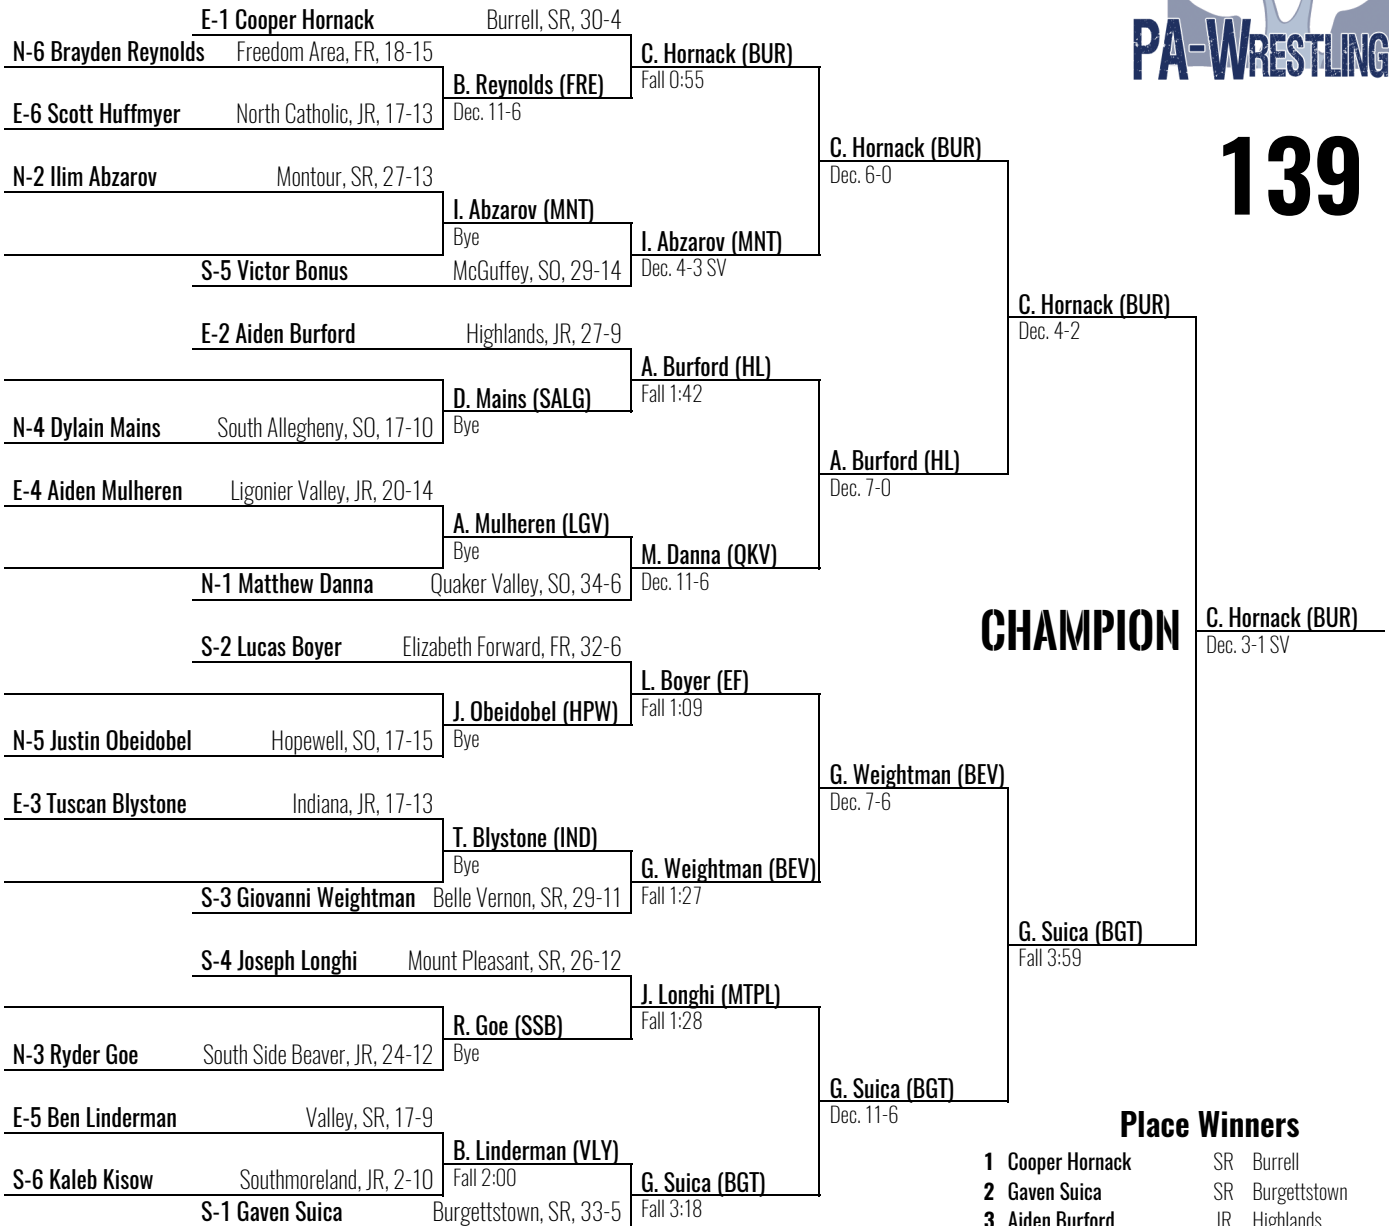 E-1 Cooper Hornack Burrell, SR, 30-4
PA-WRESTLING
N-6 Brayden Reynolds Freedom Area, FR, 18-15
C. Hornack (BUR)
Fall 0:55
B. Reynolds (FRE)
Dec. 11-6
E-6 Scott Huffmyer North Catholic, JR, 17-13
139
C. Hornack (BUR)
Dec. 6-0
N-2 Ilim Abzarov Montour, SR, 27-13
I. Abzarov (MNT)
Bye
I. Abzarov (MNT)
Dec. 4-3 SV
S-5 Victor Bonus McGuffey, SO, 29-14
C. Hornack (BUR)
Dec. 4-2
E-2 Aiden Burford Highlands, JR, 27-9
A. Burford (HL)
Fall 1:42
D. Mains (SALG)
Bye
N-4 Dylain Mains South Allegheny, SO, 17-10
A. Burford (HL)
Dec. 7-0
E-4 Aiden Mulheren Ligonier Valley, JR, 20-14
A. Mulheren (LGV)
Bye
M. Danna (QKV)
Dec. 11-6
N-1 Matthew Danna Quaker Valley, SO, 34-6
CHAMPION
C. Hornack (BUR)
Dec. 3-1 SV
S-2 Lucas Boyer Elizabeth Forward, FR, 32-6
L. Boyer (EF)
Fall 1:09
J. Obeidobel (HPW)
Bye
N-5 Justin Obeidobel Hopewell, SO, 17-15
G. Weightman (BEV)
Dec. 7-6
E-3 Tuscan Blystone Indiana, JR, 17-13
T. Blystone (IND)
Bye
G. Weightman (BEV)
Fall 1:27
S-3 Giovanni Weightman Belle Vernon, SR, 29-11
G. Suica (BGT)
Fall 3:59
S-4 Joseph Longhi Mount Pleasant, SR, 26-12
J. Longhi (MTPL)
Fall 1:28
R. Goe (SSB)
Bye
N-3 Ryder Goe South Side Beaver, JR, 24-12
G. Suica (BGT)
Dec. 11-6
E-5 Ben Linderman Valley, SR, 17-9
B. Linderman (VLY)
Fall 2:00
S-6 Kaleb Kisow Southmoreland, JR, 2-10
G. Suica (BGT)
Fall 3:18
S-1 Gaven Suica Burgettstown, SR, 33-5
Place Winners
1 Cooper Hornack SR Burrell
2 Gaven Suica SR Burgettstown
3 Aiden Burford JR Highlands